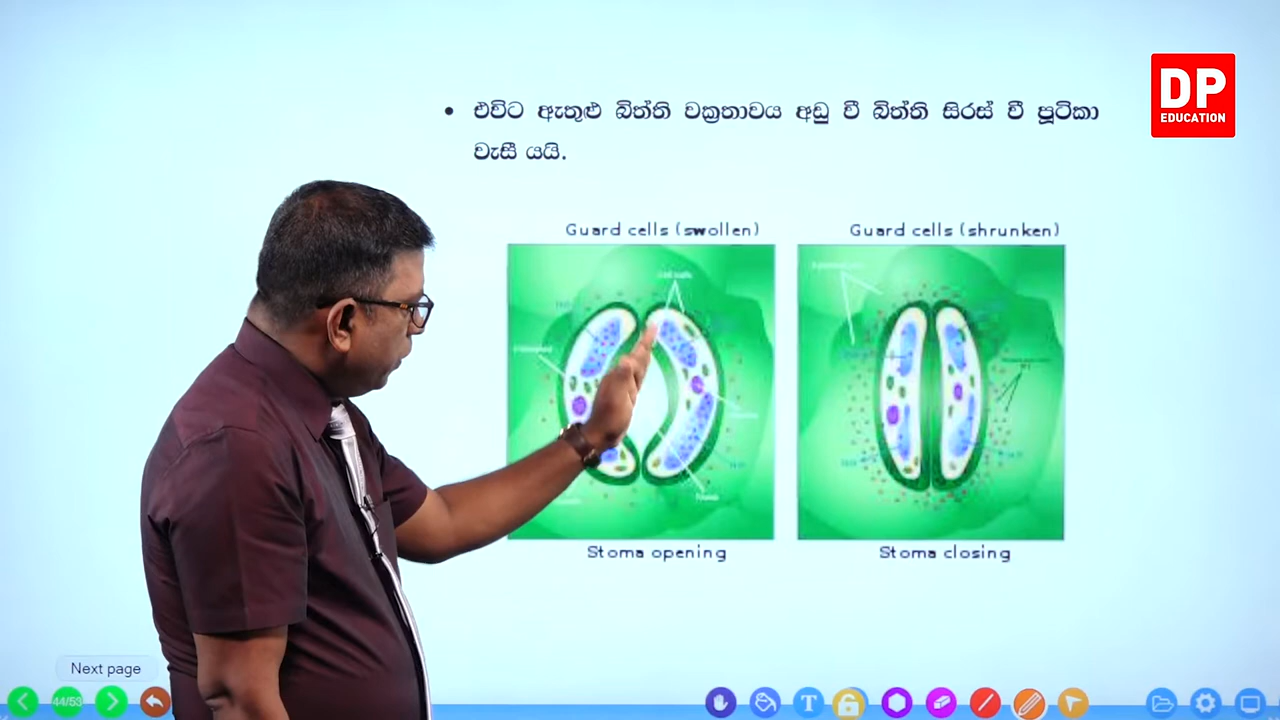 DP
EDUCATION
• එවිට ඇතුළු බිත්ති වක්‍රතාවය අඩු වී බිත්ති සිරස් වී පූටිකා
වැසී යයි.
Guard cells (swollen)
Guard cells (shrunken)
Stoma opening
Stoma closing
Next page
44/53
T